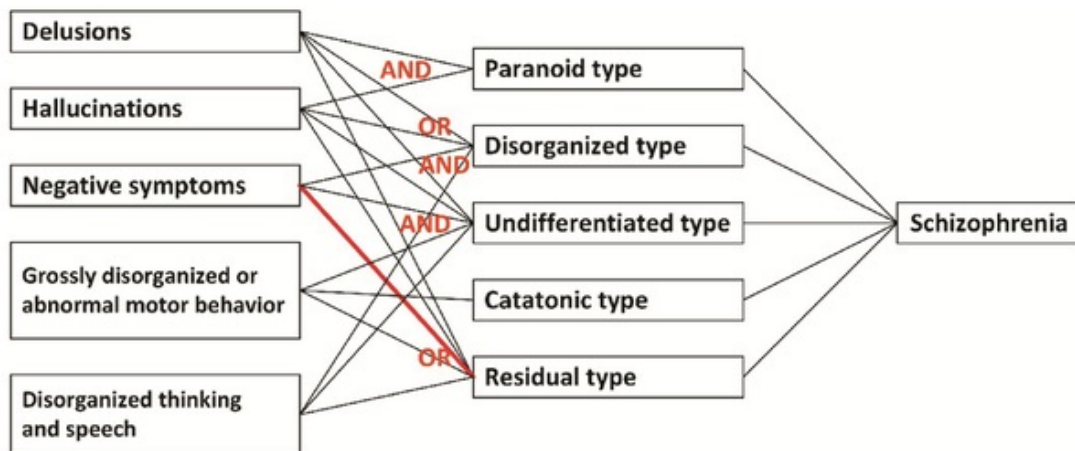 Delusions
Hallucinations
Negative symptoms
Grossly disorganized or
abnormal motor behavior
Disorganized thinking
and speech
AND
OR
AND
AND
OR
Paranoid type
Disorganized type
Undifferentiated type
Catatonic type
Residual type
Schizophrenia